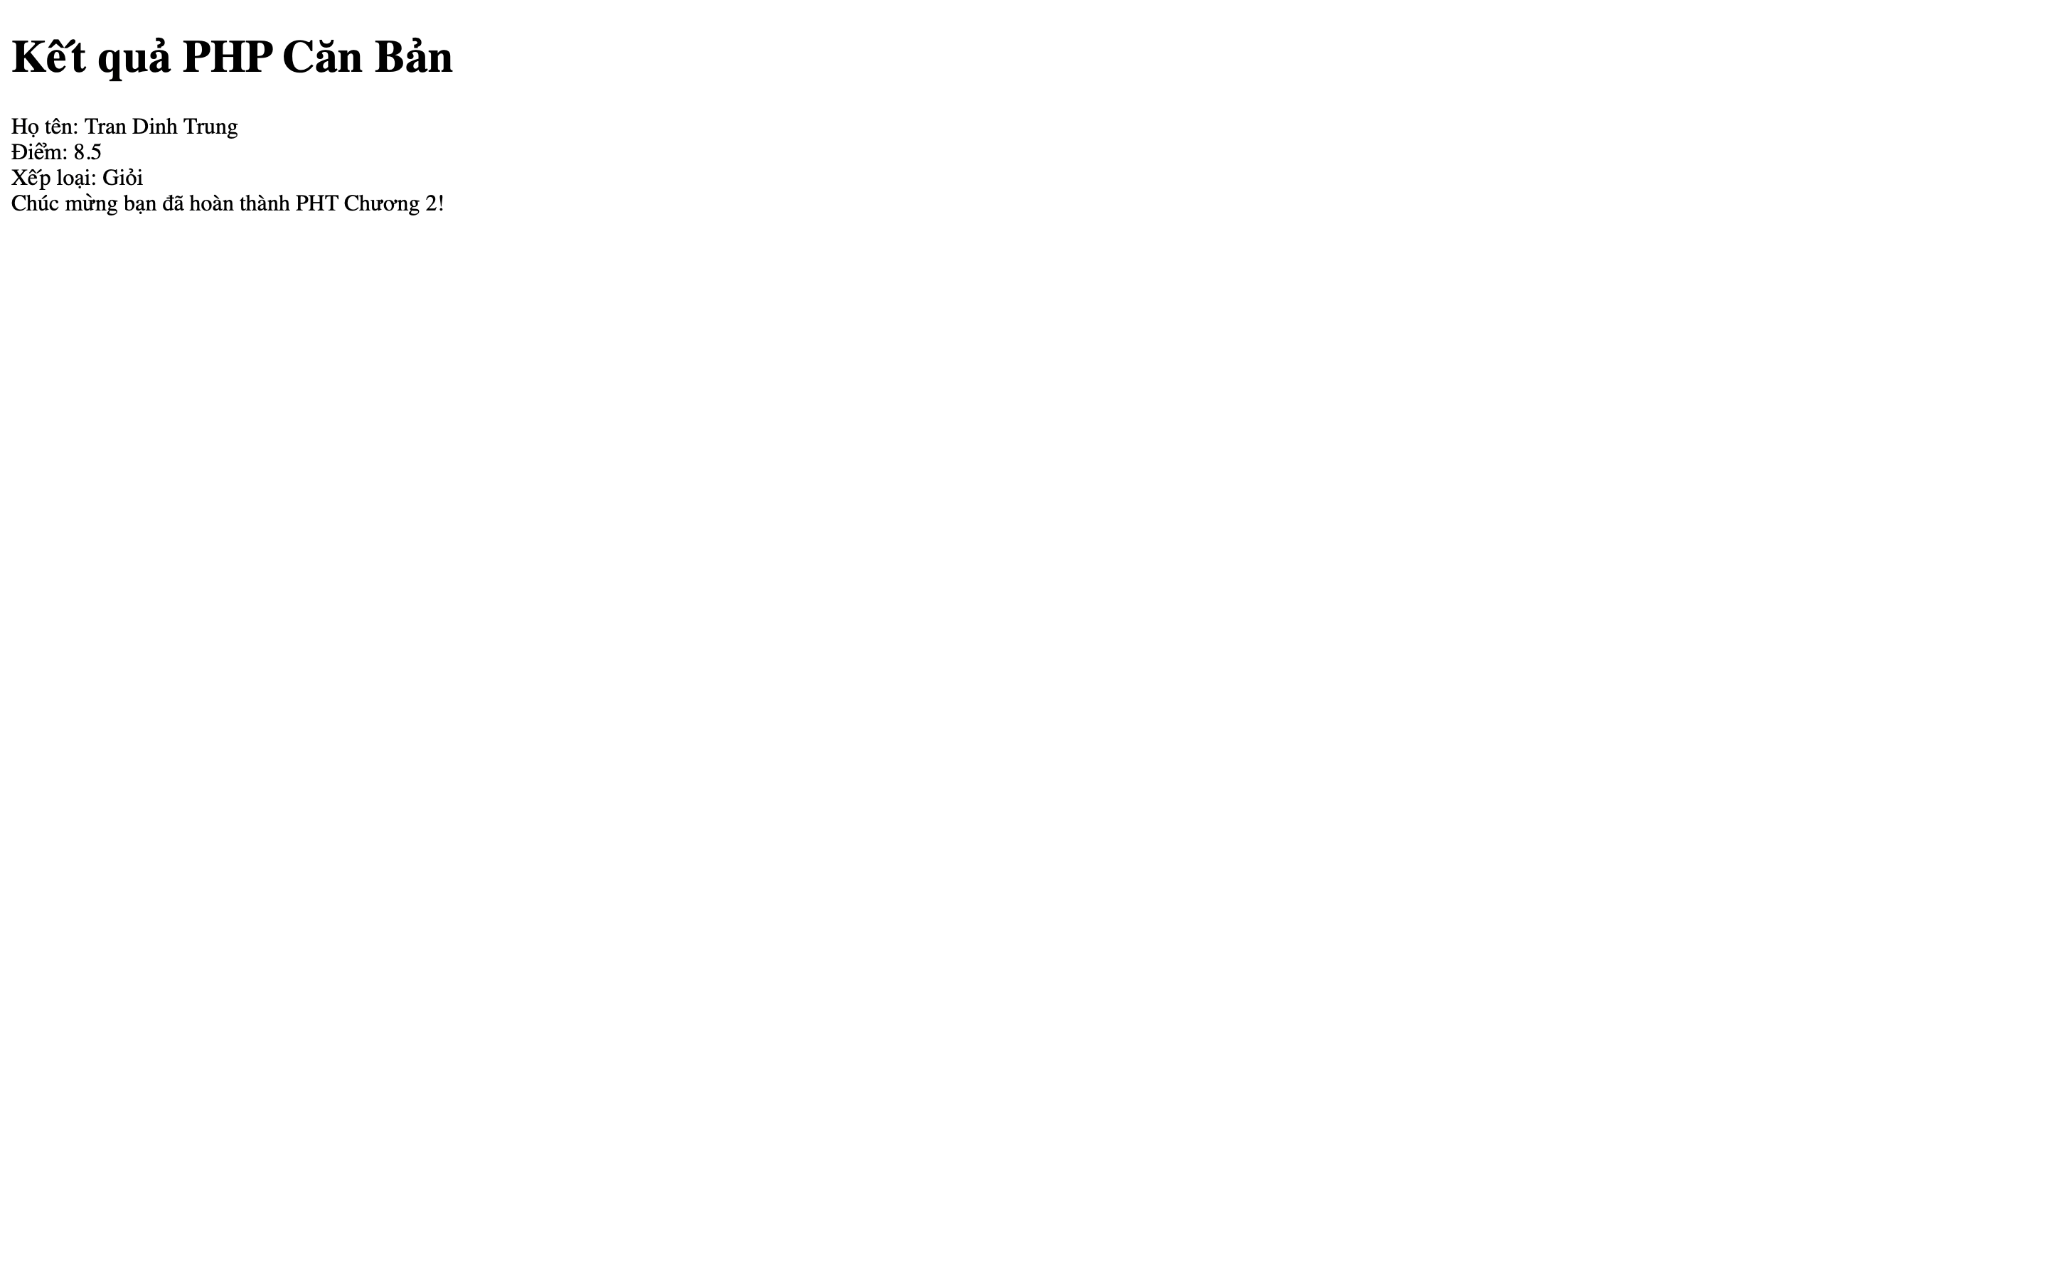 Kết quả PHP Căn Bản
Họ tên: Tran Dinh Trung
Điểm: 8.5
Xếp loại: Giỏi
Chúc mừng bạn đã hoàn thành PHT Chương 2!